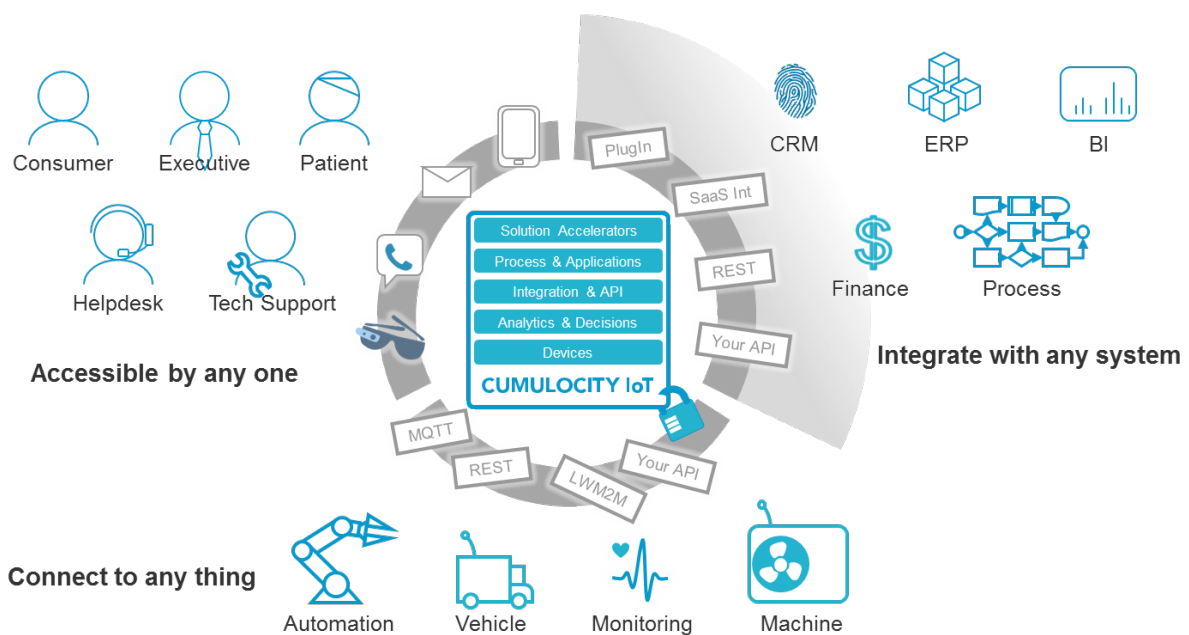 Consumer
Executive
Patient
Helpdesk
Tech Support
Accessible by any one
PlugIn
SaaS Int
REST
Your API
CRM
ERP
BI
Finance
Process
Integrate with any system
Solution Accelerators
Process & Applications
Integration & API
Analytics & Decisions
Devices
CUMULOCITY IoT
MQTT
REST
LWM2M
Your API
Connect to any thing
Automation
Vehicle
Monitoring
Machine